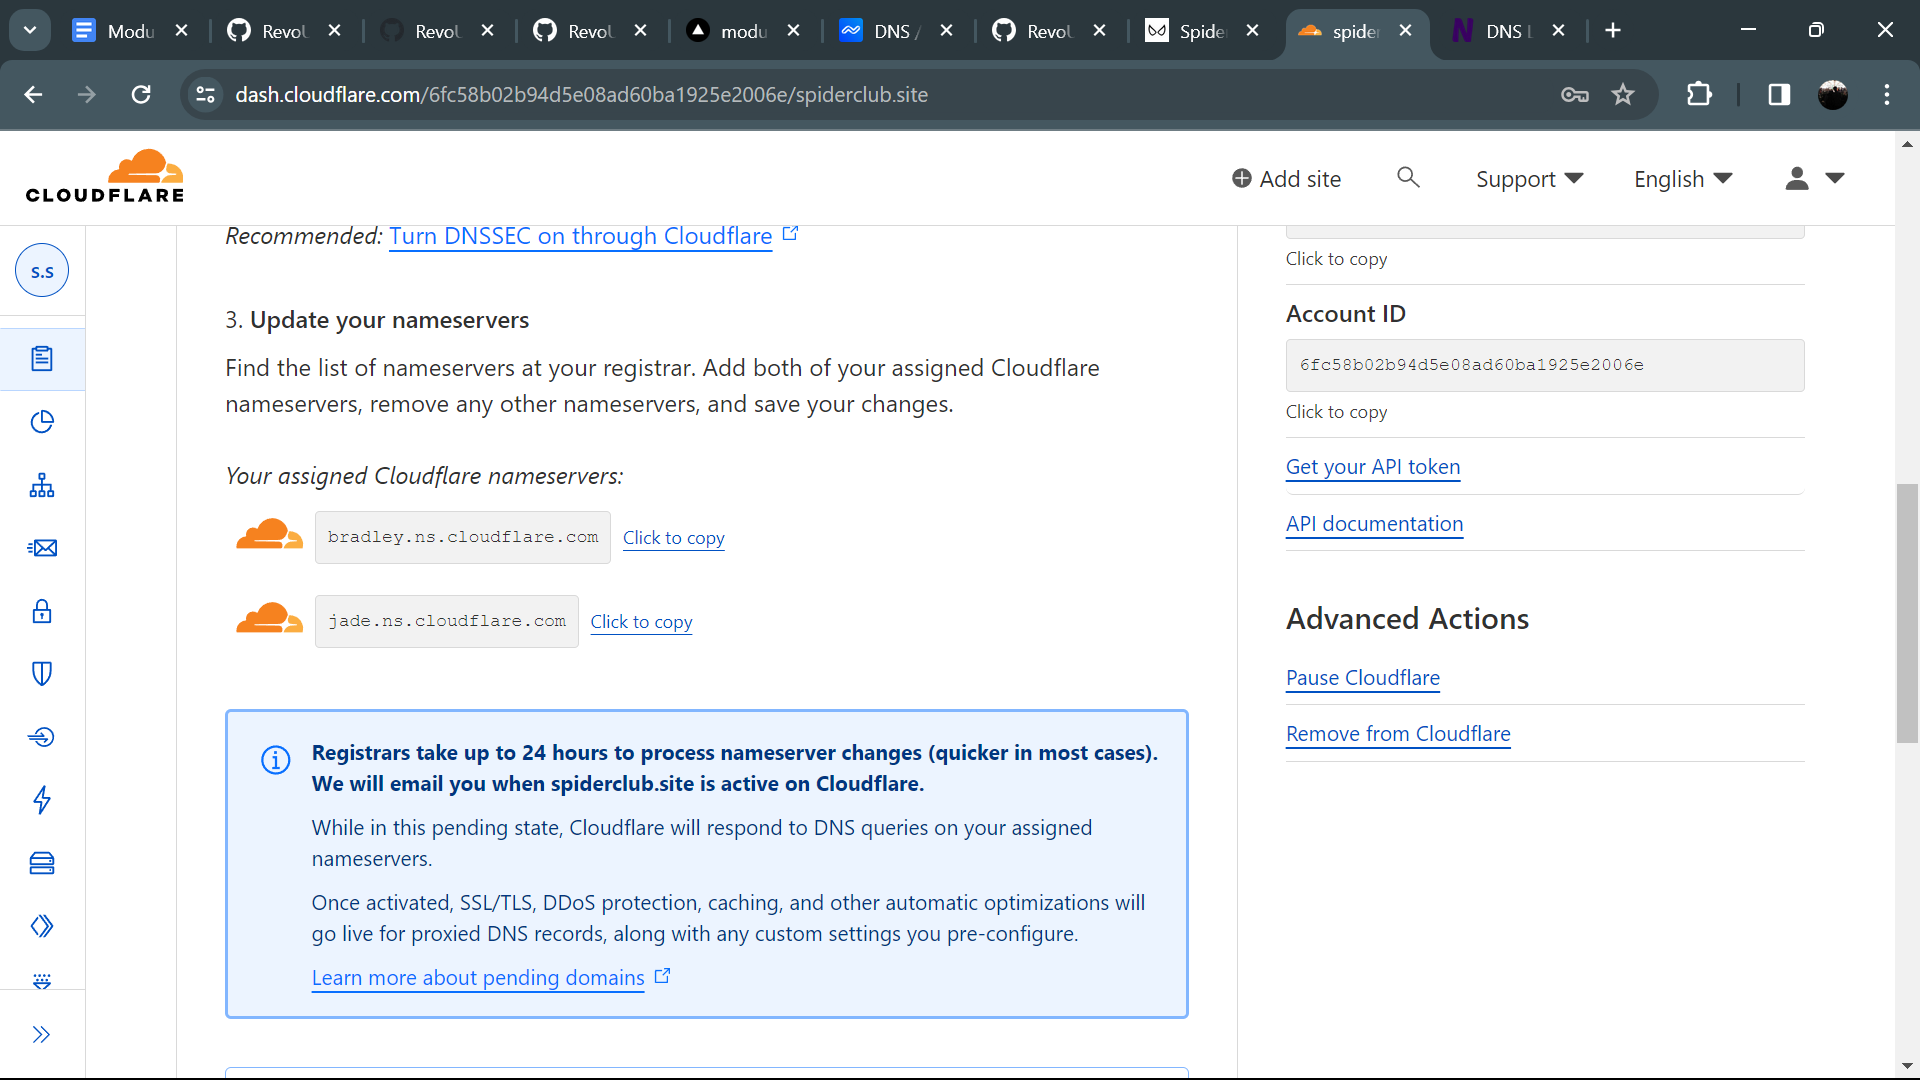 Modu
Revol
Revol
Revol
modu
DNS /
Revol
Spide
spider
DNS L
dash.cloudflare.com/6fc58b02b94d5e08ad60ba1925e2006e/spiderclub.site
CLOUDFLARE
Add site
Support
English
s.s
Recommended: Turn DNSSEC on through Cloudflare
3. Update your nameservers
Find the list of nameservers at your registrar. Add both of your assigned Cloudflare
nameservers, remove any other nameservers, and save your changes.
Your assigned Cloudflare nameservers:
bradley.ns.cloudflare.com Click to copy
jade.ns.cloudflare.com Click to copy
Registrars take up to 24 hours to process nameserver changes (quicker in most cases).
We will email you when spiderclub.site is active on Cloudflare.
While in this pending state, Cloudflare will respond to DNS queries on your assigned
nameservers.
Once activated, SSL/TLS, DDoS protection, caching, and other automatic optimizations will
go live for proxied DNS records, along with any custom settings you pre-configure.
Learn more about pending domains
Click to copy
Account ID
6fc58b02b94d5e08ad60ba1925e2006e
Click to copy
Get your API token
API documentation
Advanced Actions
Pause Cloudflare
Remove from Cloudflare